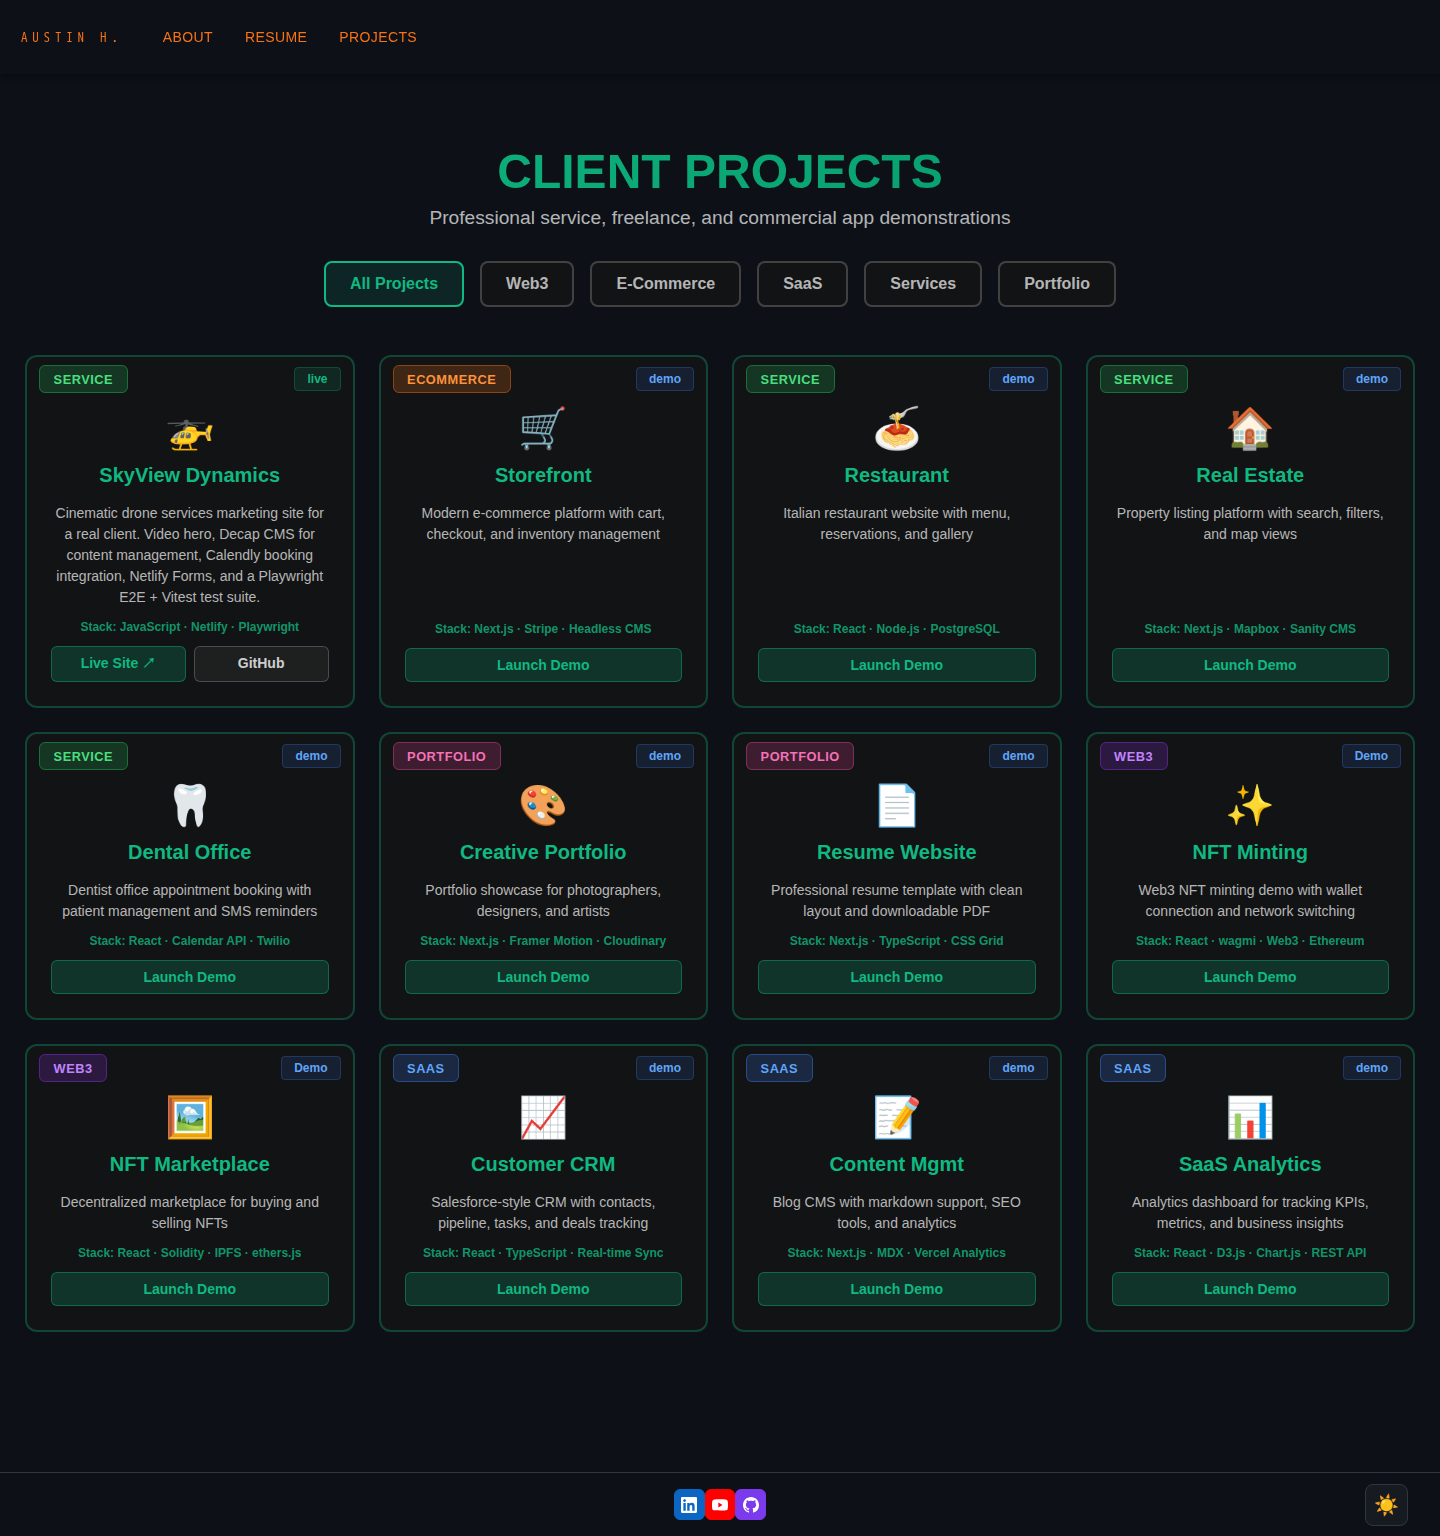 AUSTIN H.
ABOUT
RESUME
PROJECTS
CLIENT PROJECTS
Professional service, freelance, and commercial app demonstrations
All Projects
Web3
E-Commerce
SaaS
Services
Portfolio
SERVICE
live
SkyView Dynamics
Cinematic drone services marketing site for
a real client. Video hero, Decap CMS for
content management, Calendly booking
integration, Netlify Forms, and a Playwright
E2E + Vitest test suite.
Stack: JavaScript · Netlify · Playwright
Live Site ↗
GitHub
ECOMMERCE
demo
Storefront
Modern e-commerce platform with cart,
checkout, and inventory management
Stack: Next.js · Stripe · Headless CMS
Launch Demo
SERVICE
demo
Restaurant
Italian restaurant website with menu,
reservations, and gallery
Stack: React · Node.js · PostgreSQL
Launch Demo
SERVICE
demo
Real Estate
Property listing platform with search, filters,
and map views
Stack: Next.js · Mapbox · Sanity CMS
Launch Demo
SERVICE
demo
Dental Office
Dentist office appointment booking with
patient management and SMS reminders
Stack: React · Calendar API · Twilio
Launch Demo
PORTFOLIO
demo
Creative Portfolio
Portfolio showcase for photographers,
designers, and artists
Stack: Next.js · Framer Motion · Cloudinary
Launch Demo
PORTFOLIO
demo
Resume Website
Professional resume template with clean
layout and downloadable PDF
Stack: Next.js · TypeScript · CSS Grid
Launch Demo
WEB3
Demo
NFT Minting
Web3 NFT minting demo with wallet
connection and network switching
Stack: React · wagmi · Web3 · Ethereum
Launch Demo
WEB3
Demo
NFT Marketplace
Decentralized marketplace for buying and
selling NFTs
Stack: React · Solidity · IPFS · ethers.js
Launch Demo
SAAS
demo
Customer CRM
Salesforce-style CRM with contacts,
pipeline, tasks, and deals tracking
Stack: React · TypeScript · Real-time Sync
Launch Demo
SAAS
demo
Content Mgmt
Blog CMS with markdown support, SEO
tools, and analytics
Stack: Next.js · MDX · Vercel Analytics
Launch Demo
SAAS
demo
SaaS Analytics
Analytics dashboard for tracking KPIs,
metrics, and business insights
Stack: React · D3.js · Chart.js · REST API
Launch Demo